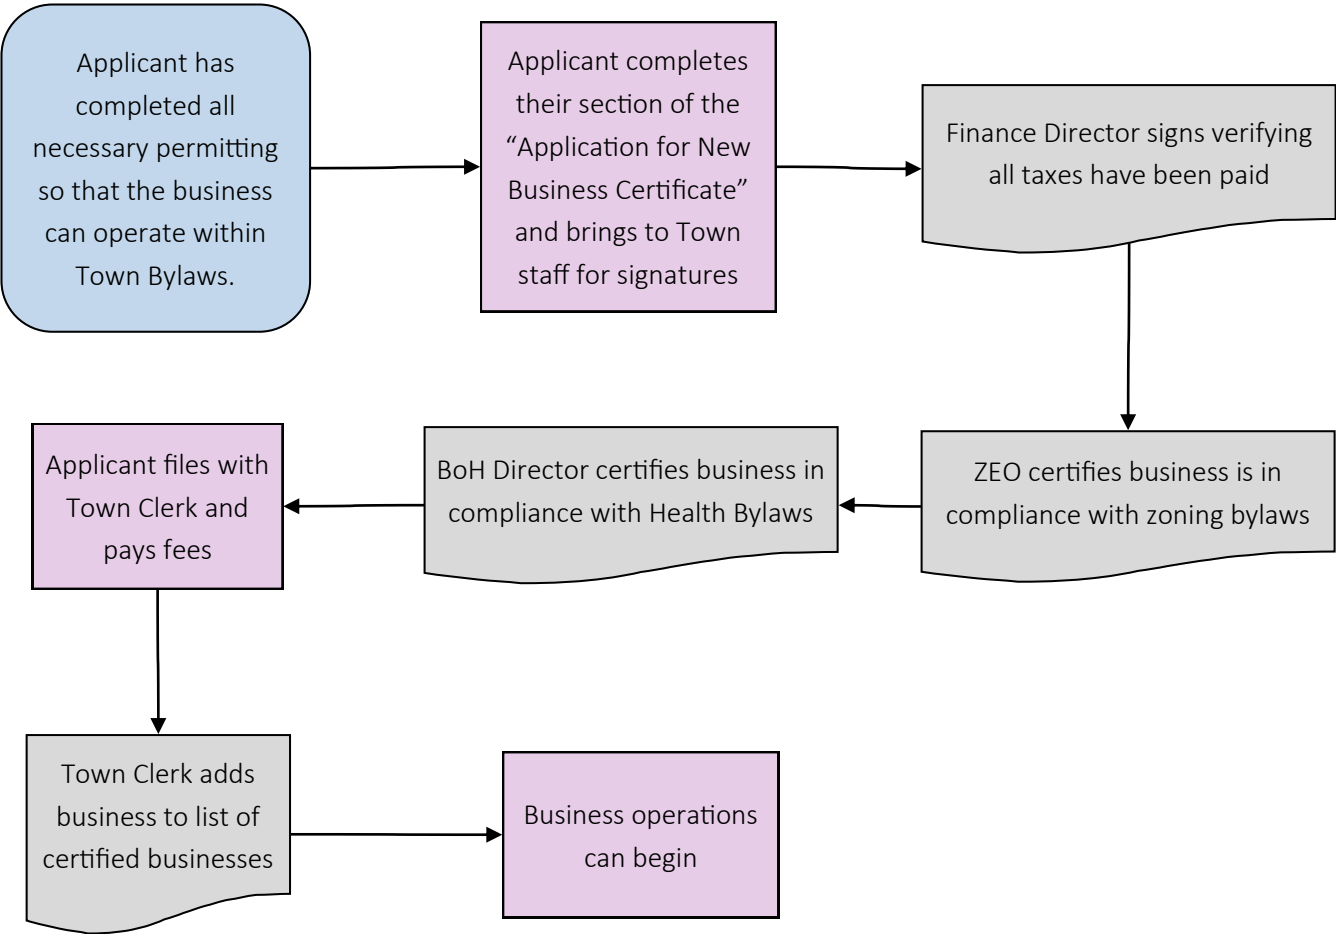 Applicant has
completed all
necessary permitting
so that the business
can operate within
Town Bylaws.
Applicant completes
their section of the
“Application for New
Business Certificate”
and brings to Town
staff for signatures
Finance Director signs verifying
all taxes have been paid
ZEO certifies business is in
compliance with zoning bylaws
BoH Director certifies business in
compliance with Health Bylaws
Applicant files with
Town Clerk and
pays fees
Town Clerk adds
business to list of
certified businesses
Business operations
can begin